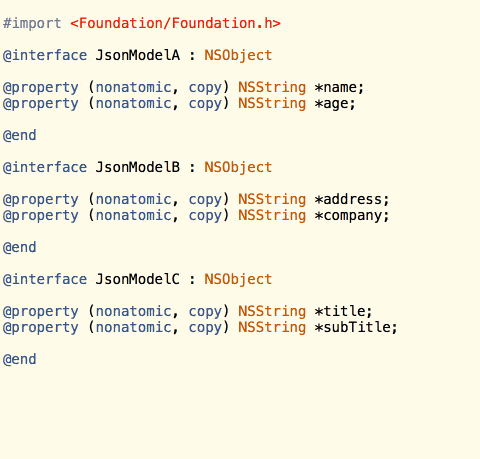 #import <Foundation/Foundation.h>
@interface JsonModelA : NSObject
@property (nonatomic, copy) NSString *name;
@property (nonatomic, copy) NSString *age;
@end
@interface JsonModelB : NSObject
@property (nonatomic, copy) NSString *address;
@property (nonatomic, copy) NSString *company;
@end
@interface JsonModelC : NSObject
@property (nonatomic, copy) NSString *title;
@property (nonatomic, copy) NSString *subTitle;
@end